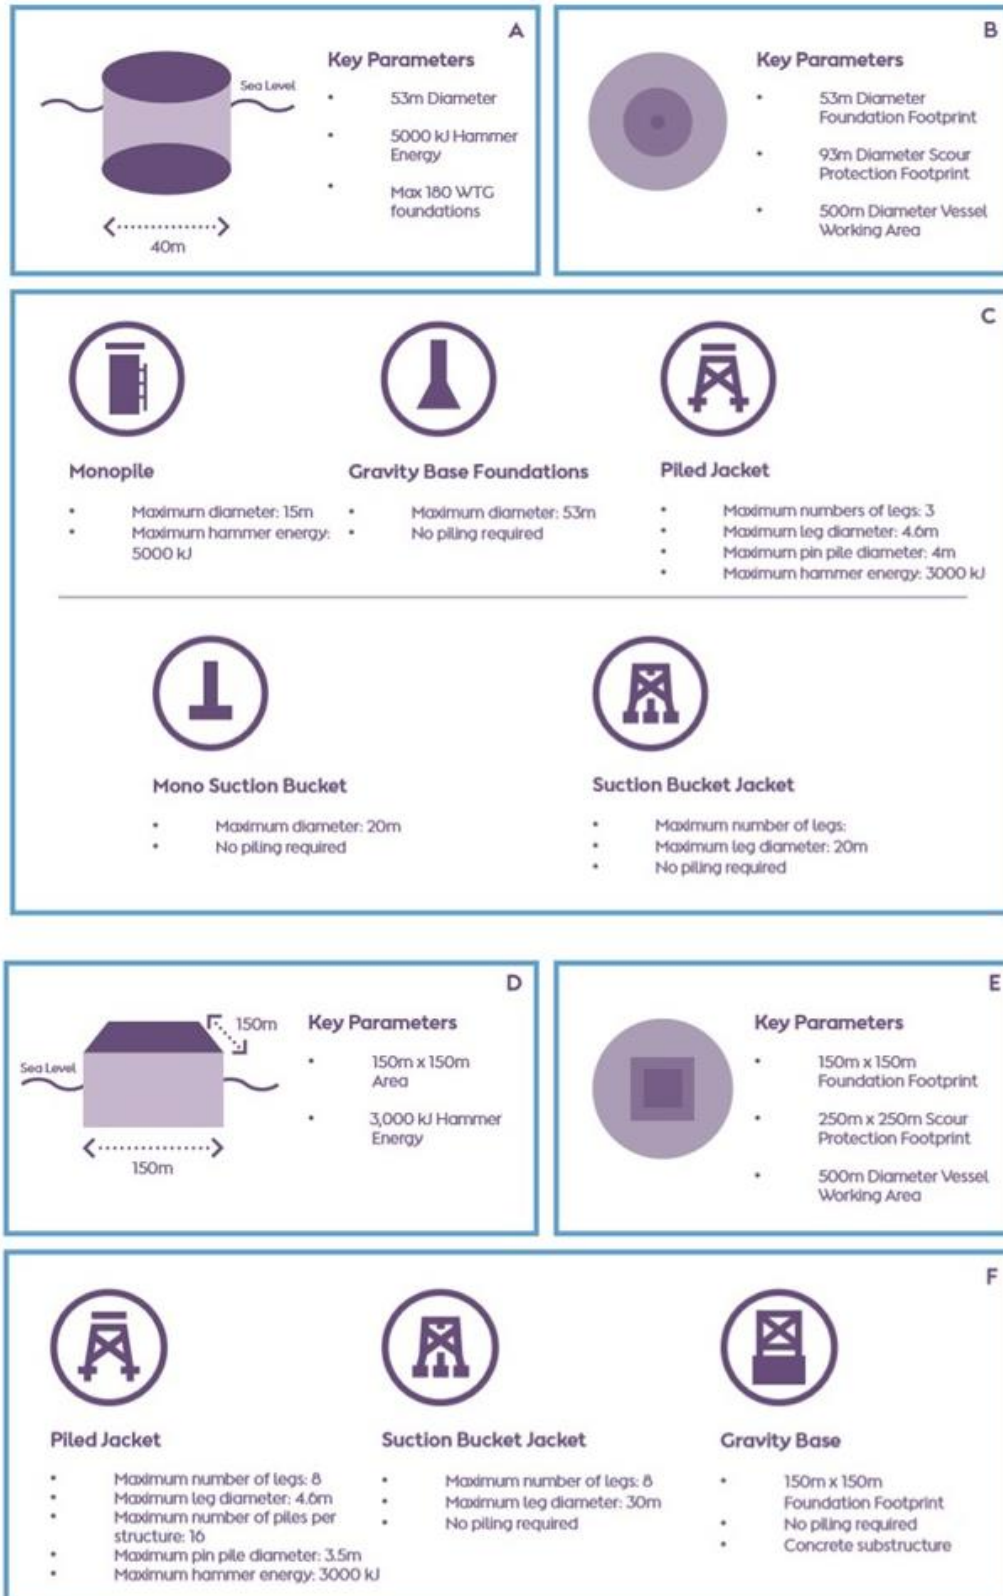 A
Sea Level
40m
Key Parameters
• 53m Diameter
• 5000 kJ Hammer
Energy
• Max 180 WTG
foundations
B
Key Parameters
• 53m Diameter
Foundation Footprint
• 93m Diameter Scour
Protection Footprint
• 500m Diameter Vessel
Working Area
C
Monopile
• Maximum diameter: 15m
• Maximum hammer energy:
5000 kJ
Gravity Base Foundations
• Maximum diameter: 53m
• No piling required
Piled Jacket
• Maximum numbers of legs: 3
• Maximum leg diameter: 4.6m
• Maximum pin pile diameter: 4m
• Maximum hammer energy: 3000 kJ
Mono Suction Bucket
• Maximum diameter: 20m
• No piling required
Suction Bucket Jacket
• Maximum number of legs:
• Maximum leg diameter: 20m
• No piling required
D
150m
Sea Level
150m
Key Parameters
• 150m x 150m
Area
• 3,000 kJ Hammer
Energy
E
Key Parameters
• 150m x 150m
Foundation Footprint
• 250m x 250m Scour
Protection Footprint
• 500m Diameter Vessel
Working Area
F
Piled Jacket
• Maximum number of legs: 8
• Maximum leg diameter: 4.6m
• Maximum number of piles per
structure: 16
• Maximum pin pile diameter: 3.5m
• Maximum hammer energy: 3000 kJ
Suction Bucket Jacket
• Maximum number of legs: 8
• Maximum leg diameter: 30m
• No piling required
Gravity Base
• 150m x 150m
Foundation Footprint
• No piling required
• Concrete substructure